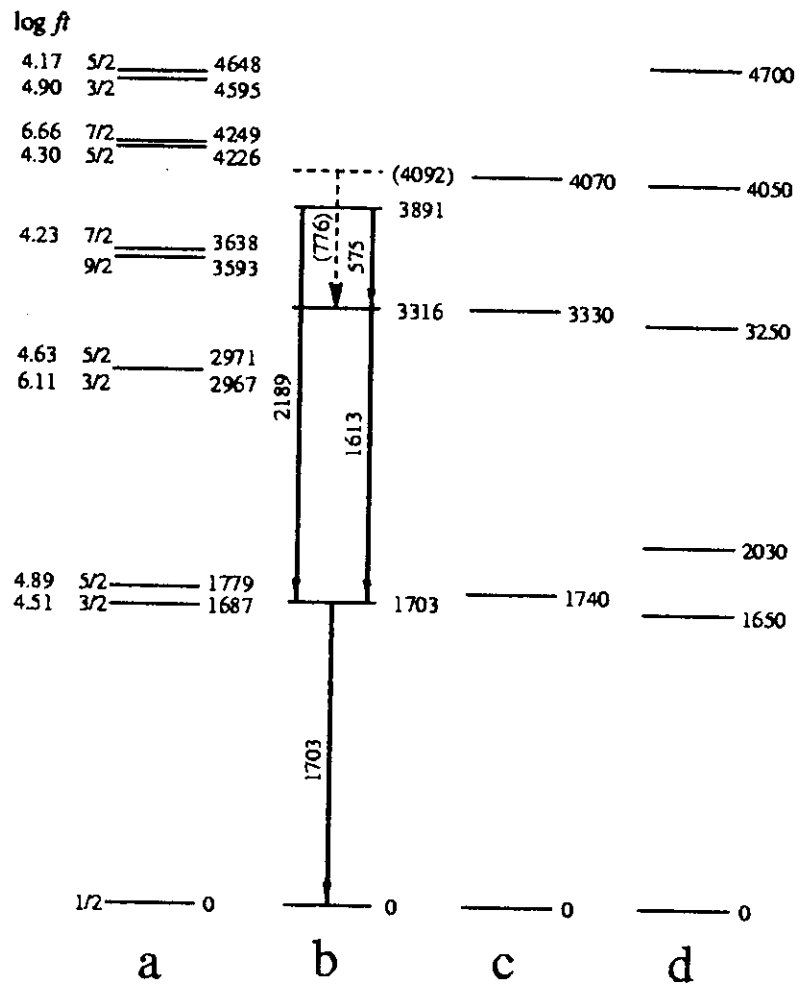 log ft
4.17 5/2 4648
4.90 3/2 4595
4700
6.66 7/2 4249
4.30 5/2 4226
(4092)
4070
4050
3891
4.23 7/2 3638
9/2 3593
(776)
575
3316
3330
3250
4.63 5/2 2971
6.11 3/2 2967
2189
1613
2030
4.89 5/2 1779
4.51 3/2 1687
1703
1740
1650
1703
1/2 0
0
0
0
a b c d